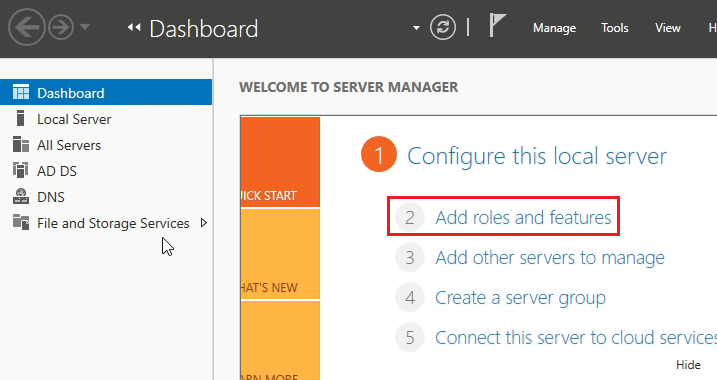 Dashboard
Manage
Tools
View
H
Dashboard
Local Server
All Servers
AD DS
DNS
File and Storage Services
WELCOME TO SERVER MANAGER
UICK START
HAT'S NEW
ARN MORE
1 Configure this local server
2 Add roles and features
3 Add other servers to manage
4 Create a server group
5 Connect this server to cloud services
Hide